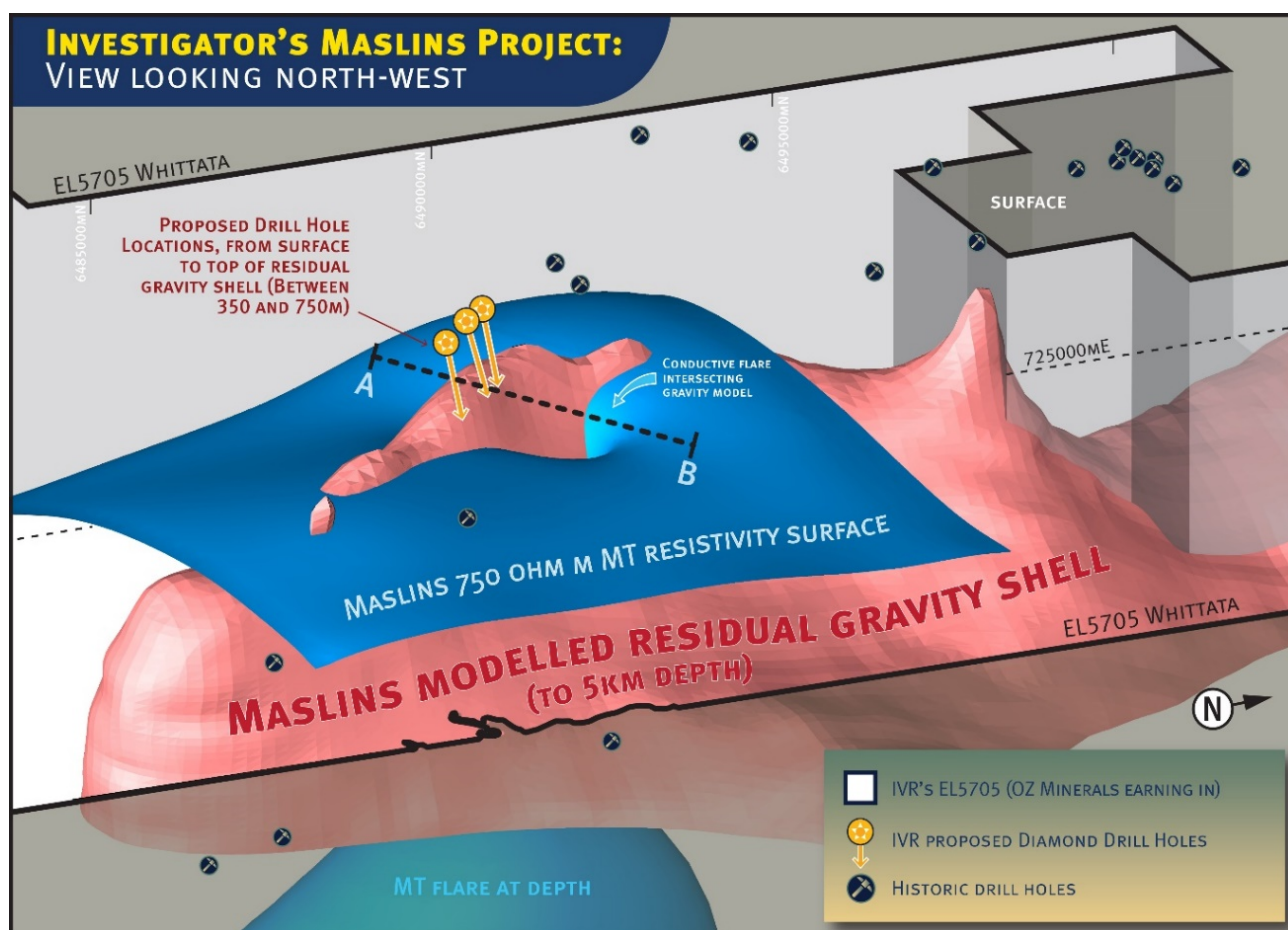 INVESTIGATOR'S MASLINS PROJECT:
VIEW LOOKING NORTH-WEST
EL5705 WHITTATA
6485000MN
6490000MN
6495000MN
PROPOSED DRILL HOLE
LOCATIONS, FROM SURFACE
TO TOP OF RESIDUAL
GRAVITY SHELL (BETWEEN
350 AND 750M)
SURFACE
725000ME
A
CONDUCTIVE FLARE
INTERSECTING
GRAVITY MODEL
B
MASLINS 750 OHM M MT RESISTIVITY SURFACE
MASLINS MODELLED RESIDUAL GRAVITY SHELL
(TO 5KM DEPTH)
EL5705 WHITTATA
N
MT FLARE AT DEPTH
IVR'S EL5705 (OZ MINERALS EARNING IN)
IVR PROPOSED DIAMOND DRILL HOLES
HISTORIC DRILL HOLES